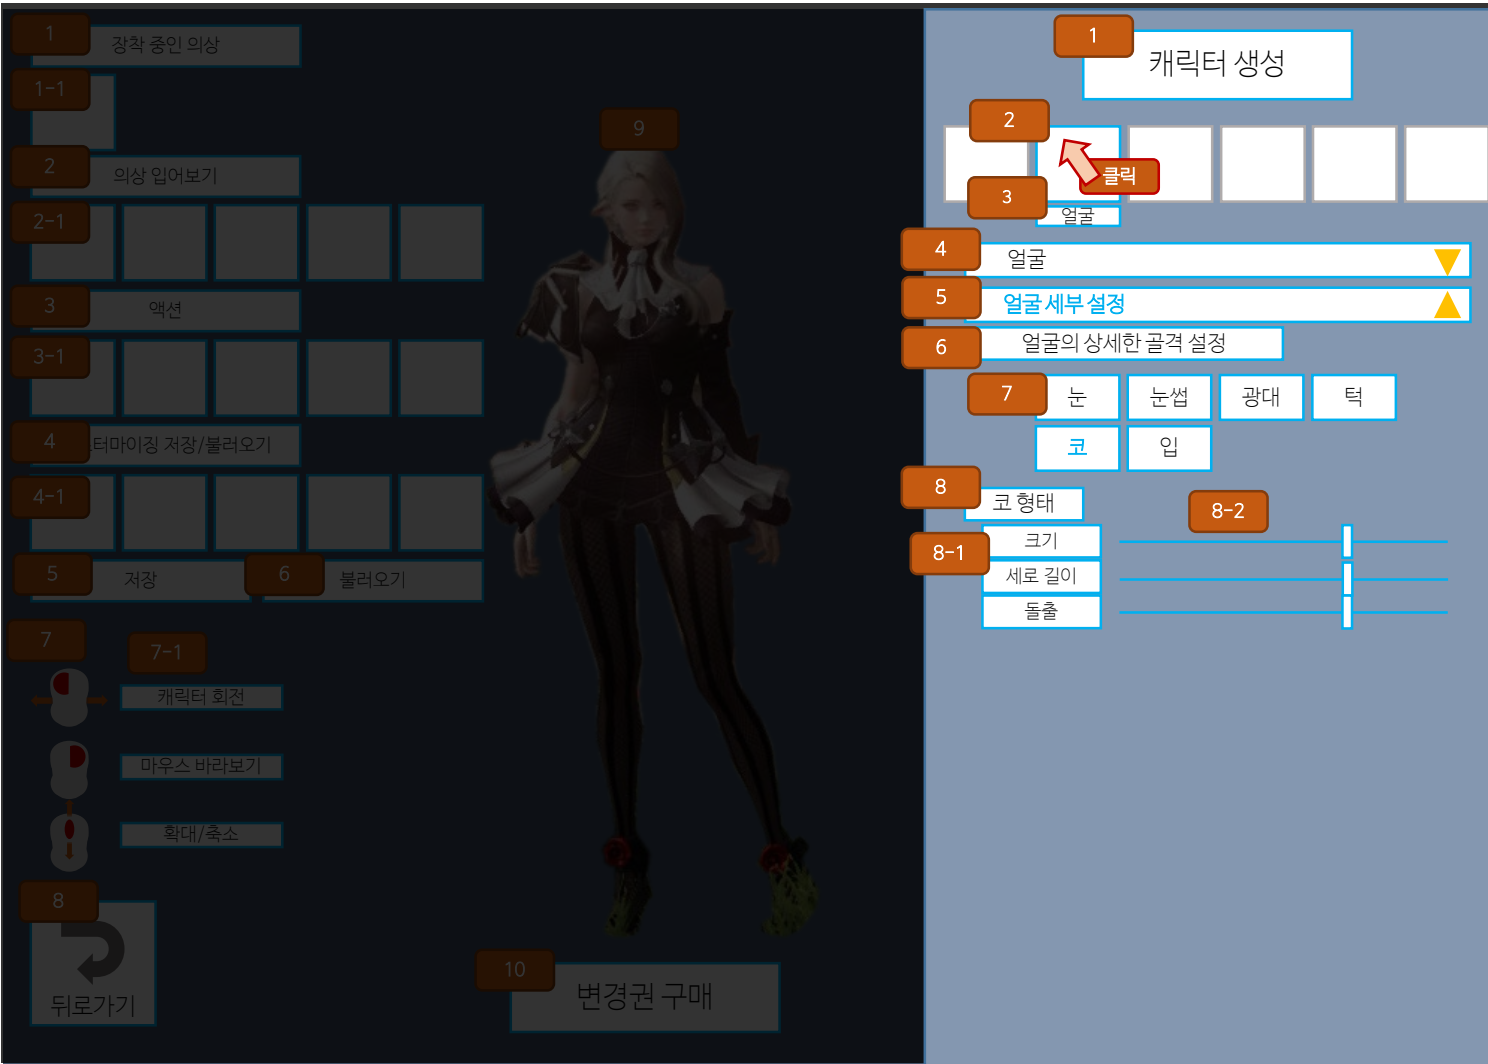 1
장착 중인 의상
1-1
2
의상 입어보기
2-1
3
액션
3-1
4
터마이징 저장/불러오기
4-1
5
저장
6
불러오기
7
7-1
캐릭터 회전
마우스 바라보기
확대/축소
8
뒤로가기
9
10
변경권 구매
1
캐릭터 생성
2
클릭
3
얼굴
4
얼굴
5
얼굴 세부 설정
6
얼굴의 상세한 골격 설정
7
눈
눈썹
광대
턱
코
입
8
코 형태
8-2
8-1
크기
세로 길이
돌출